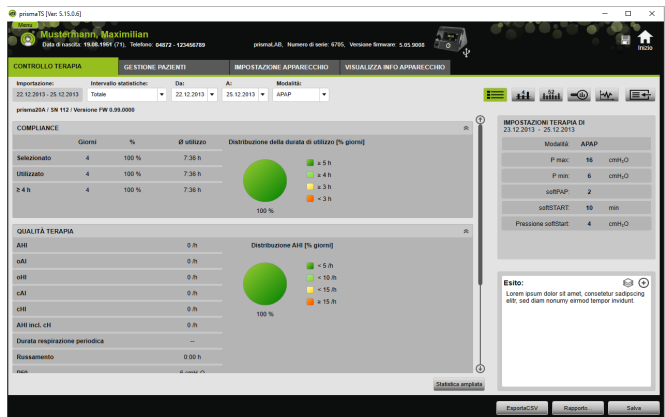 prismaTS [Ver: 5.15.0.6]
Menu
Mustermann, Maximilian
Data di nascita: 19.08.1951 (71), Telefono: 04872 - 123456789
prismaLAB, Numero di serie: 6705, Versione firmware: 5.05.9008
Inizio
CONTROLLO TERAPIA
GESTIONE PAZIENTI
IMPOSTAZIONE APPARECCHIO
VISUALIZZA INFO APPARECCHIO
Importazione: Intervallo statistiche: Da: A: Modalità:
22.12.2013 - 25.12.2013 Totale 22.12.2013 25.12.2013 APAP
52
prisma20A / SN 112 / Versione FW 0.99.0000
COMPLIANCE
Giorni % Ø utilizzo
Selezionato 4 100 % 7:36 h
Utilizzato 4 100 % 7:36 h
≥ 4 h 4 100 % 7:36 h
Distribuzione della durata di utilizzo [% giorni]
≥ 5 h
≥ 4 h
≥ 3 h
< 3 h
100 %
QUALITÀ TERAPIA
AHI 0 /h
oAI 0 /h
oHI 0 /h
cAI 0 /h
cHI 0 /h
AHI incl. cH 0 /h
Durata respirazione periodica --
Russamento 0:00 h
Distribuzione AHI [% giorni]
< 5 /h
< 10 /h
< 15 /h
≥ 15 /h
100 %
Statistica ampliata
IMPOSTAZIONI TERAPIA DI
23.12.2013 - 25.12.2013
Modalità: APAP
P max: 16 cmH₂O
P min: 6 cmH₂O
softPAP: 2
softSTART: 10 min
Pressione softStart: 4 cmH₂O
Esito:
Lorem ipsum dolor sit amet, consetetur sadipscing
elitr, sed diam nonumy eirmod tempor invidunt.
EsportaCSV
Rapporto...
Salva